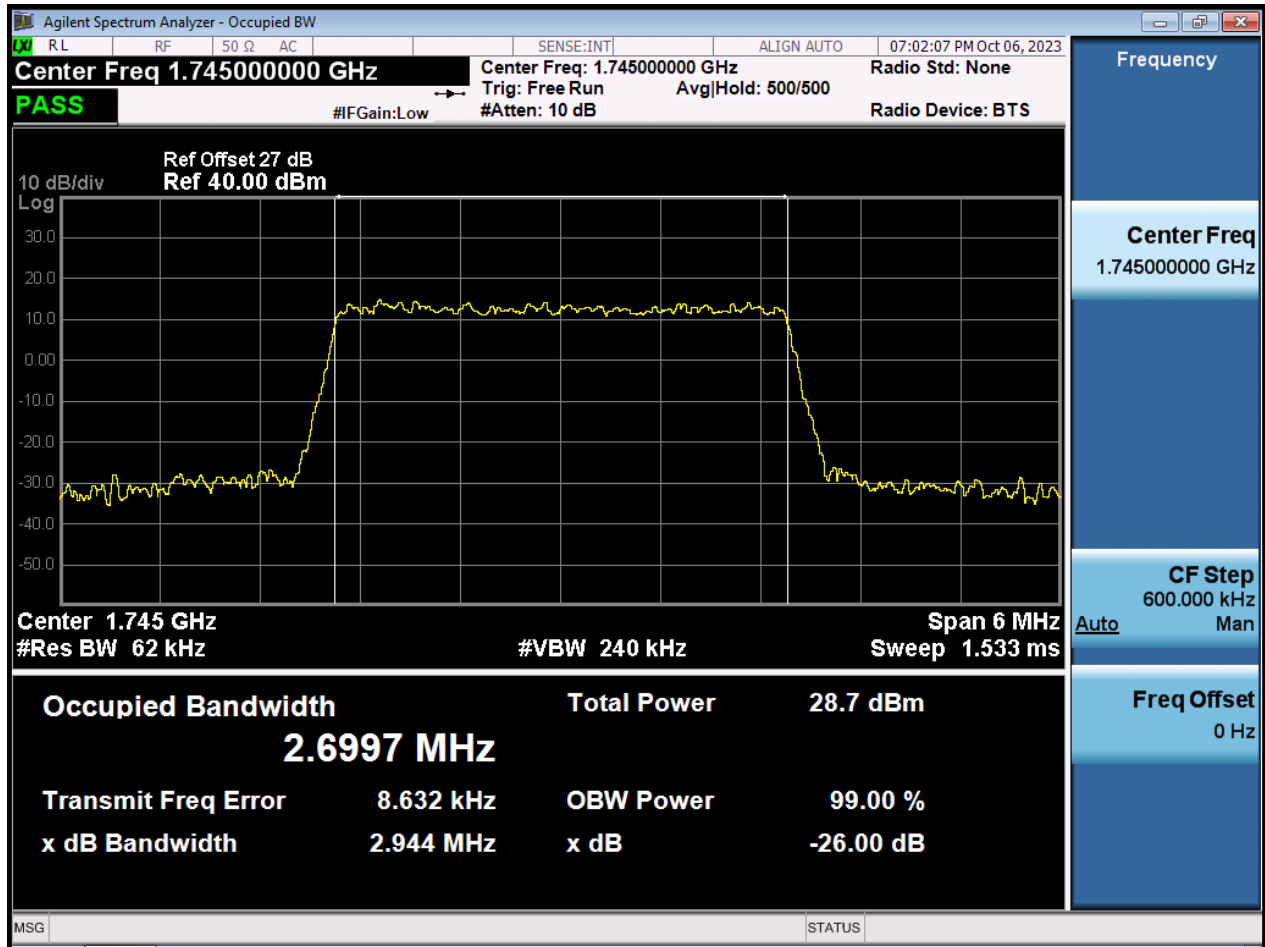 Agilent Spectrum Analyzer - Occupied BW
LXI RL RF 50 Ω AC SENSE:INT ALIGN AUTO 07:02:07 PM Oct 06, 2023
Center Freq 1.745000000 GHz
Center Freq: 1.745000000 GHz
Radio Std: None
Trig: Free Run Avg|Hold: 500/500
PASS
#IFGain:Low
#Atten: 10 dB
Radio Device: BTS
Ref Offset 27 dB
10 dB/div Ref 40.00 dBm
Log
30.0
20.0
10.0
0.00
-10.0
-20.0
-30.0
-40.0
-50.0
Center 1.745 GHz Span 6 MHz
#Res BW 62 kHz #VBW 240 kHz Sweep 1.533 ms
Occupied Bandwidth Total Power 28.7 dBm
2.6997 MHz
Transmit Freq Error 8.632 kHz OBW Power 99.00 %
x dB Bandwidth 2.944 MHz x dB -26.00 dB
MSG STATUS
Frequency
Center Freq
1.745000000 GHz
CF Step
600.000 kHz
Auto Man
Freq Offset
0 Hz